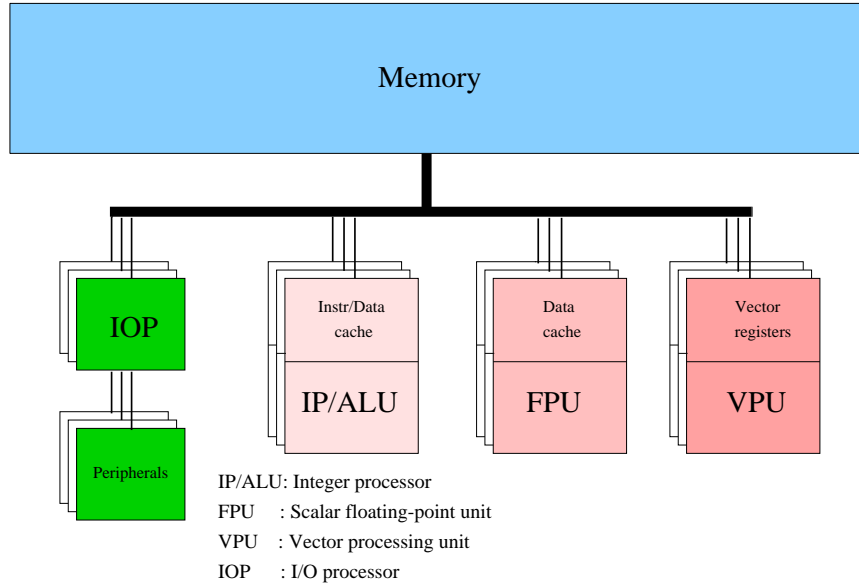 Memory
IOP
Instr/Data
cache
IP/ALU
Data
cache
FPU
Vector
registers
VPU
Peripherals
IP/ALU: Integer processor
FPU : Scalar floating-point unit
VPU : Vector processing unit
IOP : I/O processor